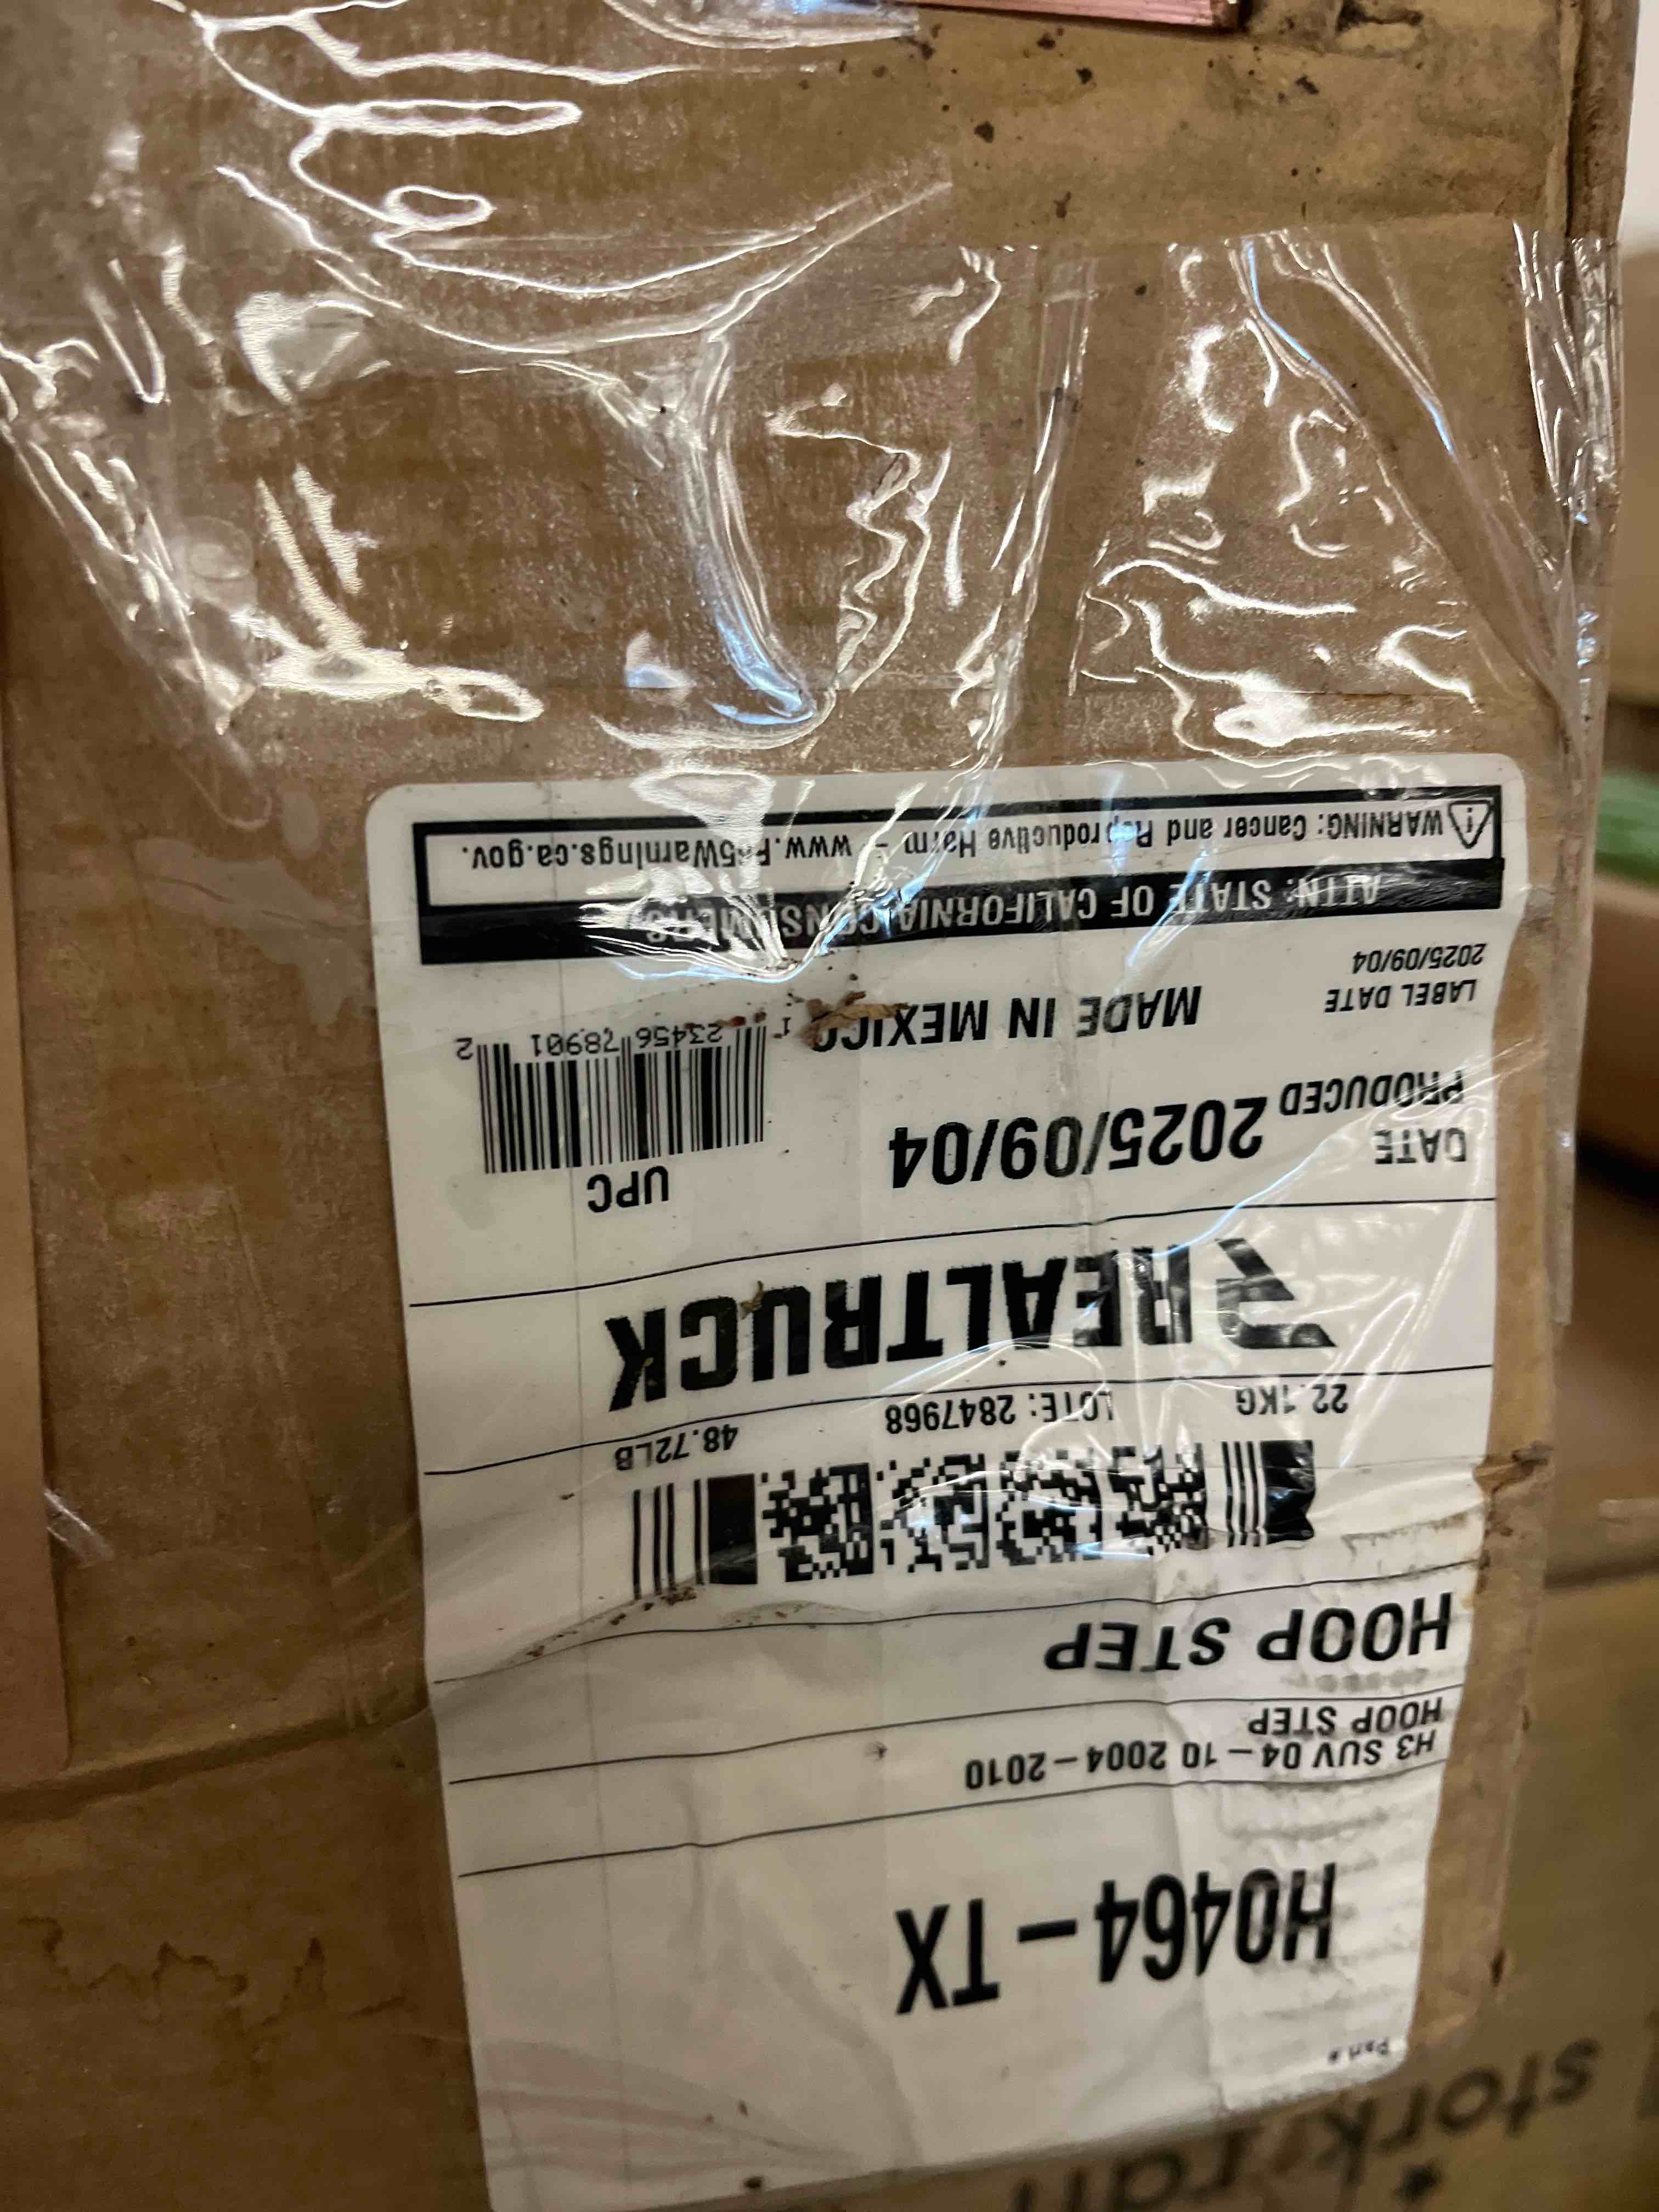 Part #
H0464-TX
H3 SUV 04-10 2004-2010
HOOP STEP
HOOP STEP
22.1KG
LOTE: 2847968
48.72LB
REALTRUCK
DATE
PRODUCED
2025/09/04
UPC
1 23456 78901 2
LABEL DATE
2025/09/04
MADE IN MEXICO
ATTN: STATE OF CALIFORNIA CONSUMERS
WARNING: Cancer and Reproductive Harm - www.P65Warnings.ca.gov.
stork